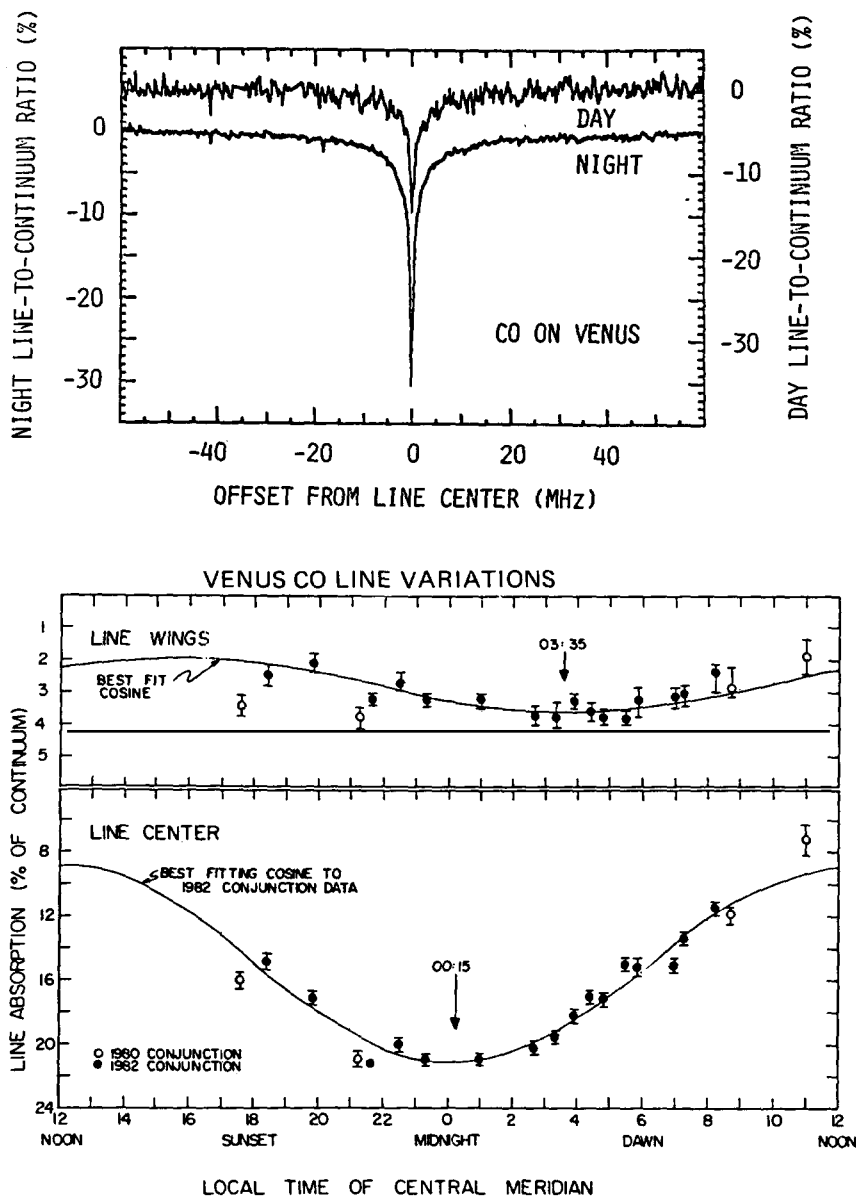 NIGHT LINE-TO-CONTINUUM RATIO (%)
DAY LINE-TO-CONTINUUM RATIO (%)
0
-10
-20
-30
0
-10
-20
-30
DAY
NIGHT
CO ON VENUS
-40 -20 0 20 40
OFFSET FROM LINE CENTER (MHz)
VENUS CO LINE VARIATIONS
LINE ABSORPTION (% OF CONTINUUM)
1
2
3
4
5
LINE WINGS
BEST FIT
COSINE
03:35
8
12
16
20
24
LINE CENTER
BEST FITTING COSINE TO
1982 CONJUNCTION DATA
00:15
○ 1980 CONJUNCTION
● 1982 CONJUNCTION
12 14 16 18 20 22 0 2 4 6 8 10 12
NOON SUNSET MIDNIGHT DAWN NOON
LOCAL TIME OF CENTRAL MERIDIAN